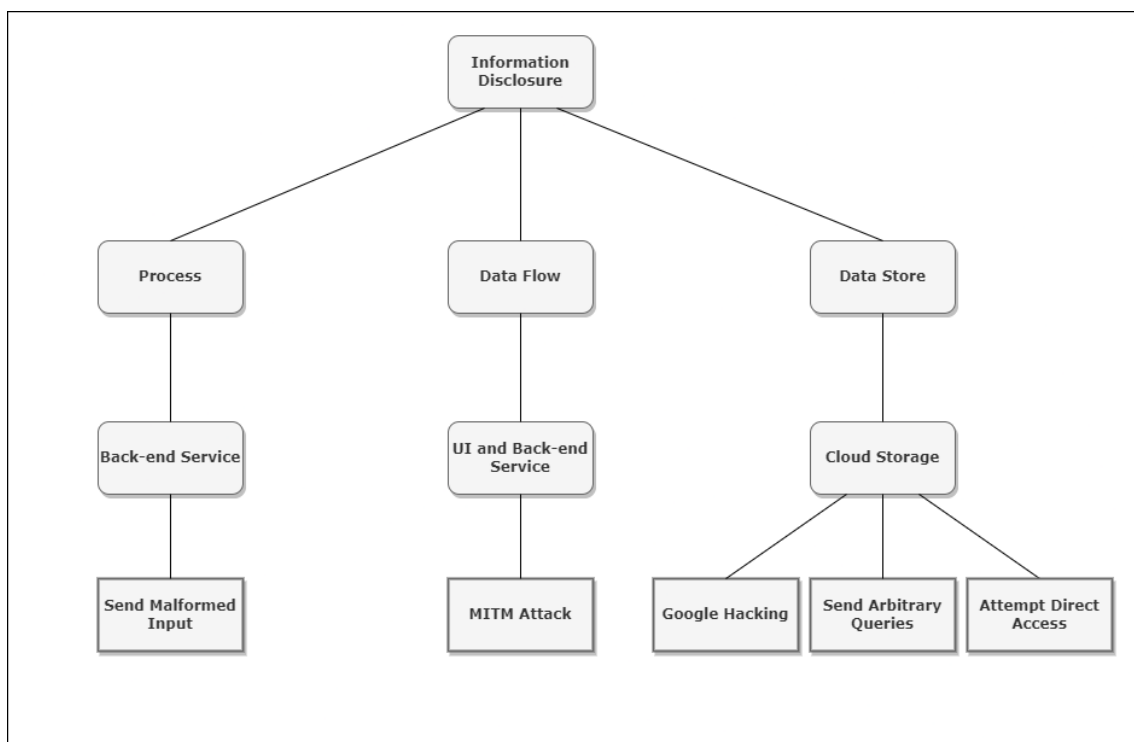 Information
Disclosure
Process
Data Flow
Data Store
Back-end Service
UI and Back-end
Service
Cloud Storage
Send Malformed
Input
MITM Attack
Google Hacking
Send Arbitrary
Queries
Attempt Direct
Access